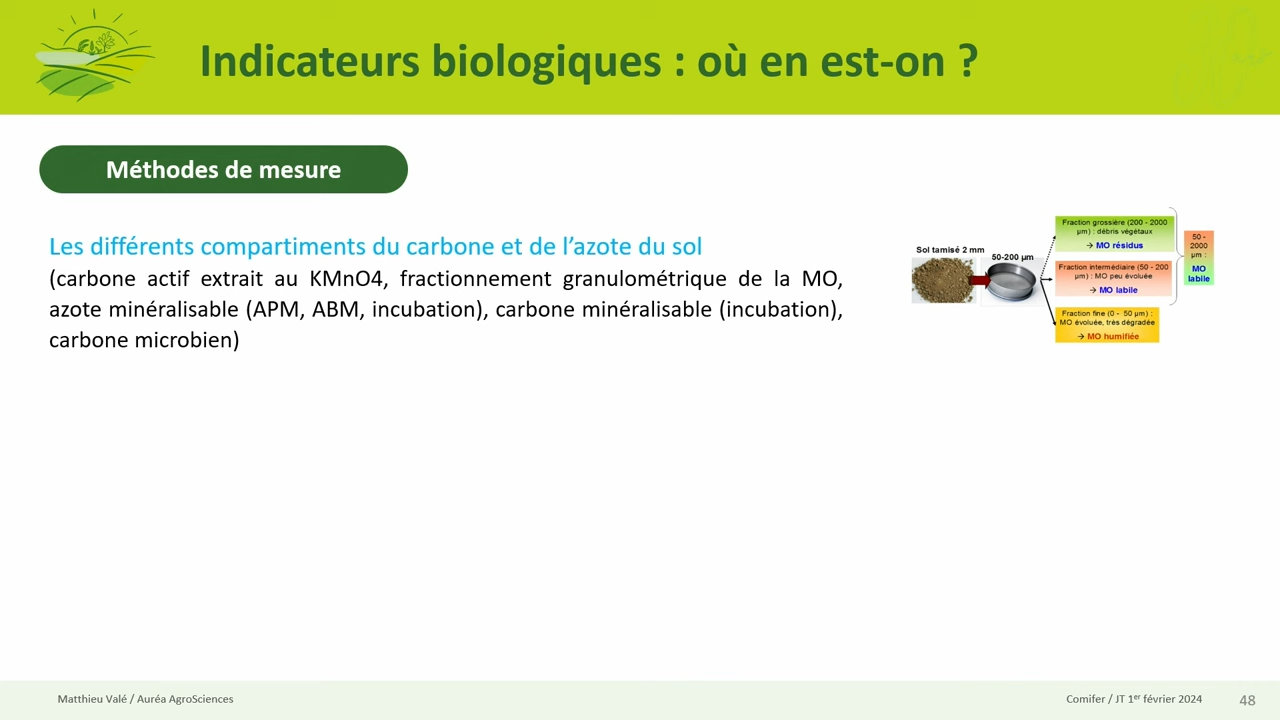 Indicateurs biologiques : où en est-on ?
Méthodes de mesure
Les différents compartiments du carbone et de l’azote du sol
(carbone actif extrait au KMnO4, fractionnement granulométrique de la MO,
azote minéralisable (APM, ABM, incubation), carbone minéralisable (incubation),
carbone microbien)
Sol tamisé 2 mm
50-200 µm
Fraction grossière (200 - 2000
µm) : débris végétaux
→ MO résidus
Fraction intermédiaire (50 - 200
µm) : MO peu évoluée
→ MO labile
Fraction fine (0 - 50 µm) :
MO évoluée, très dégradée
→ MO humifiée
50 -
2000
µm :
MO
labile
Matthieu Valé / Auréa AgroSciences
Comifer / JT 1er février 2024
48